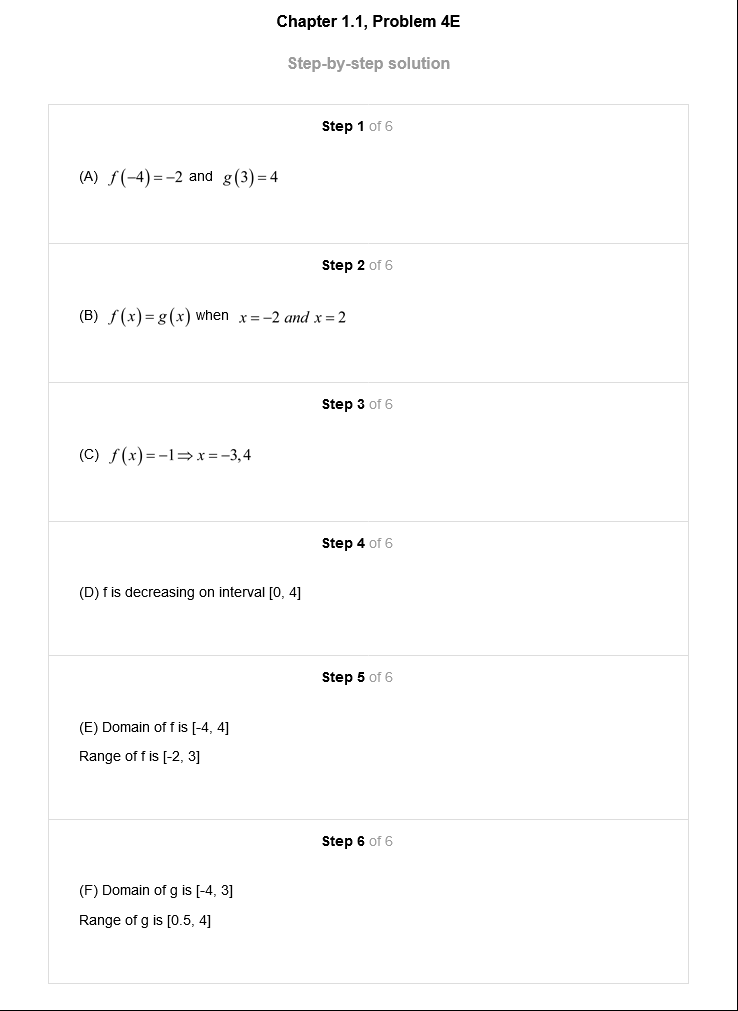 Chapter 1.1, Problem 4E
Step-by-step solution
Step 1 of 6
(A) f(−4)=−2 and g(3)=4
Step 2 of 6
(B) f(x)=g(x) when x=−2 and x=2
Step 3 of 6
(C) f(x)=−1⇒x=−3,4
Step 4 of 6
(D) f is decreasing on interval [0, 4]
Step 5 of 6
(E) Domain of f is [-4, 4]
Range of f is [-2, 3]
Step 6 of 6
(F) Domain of g is [-4, 3]
Range of g is [0.5, 4]